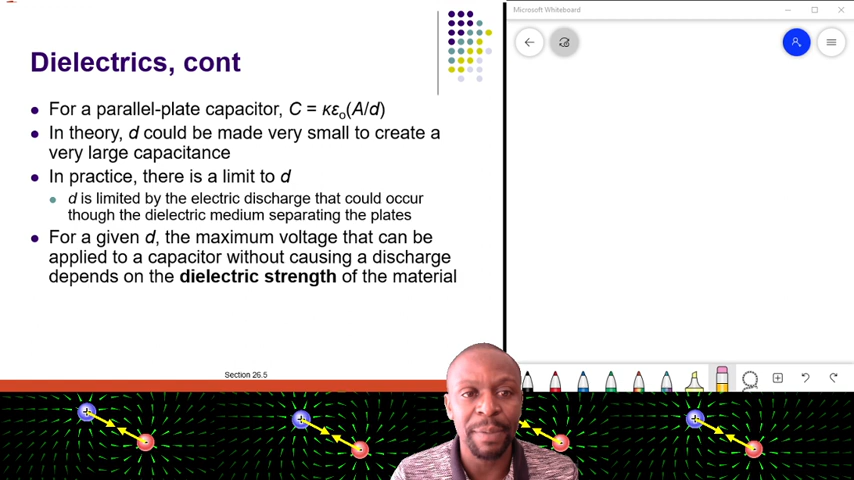 Microsoft Whiteboard
Dielectrics, cont
For a parallel-plate capacitor, C = κεo(A/d)
In theory, d could be made very small to create a
very large capacitance
In practice, there is a limit to d
d is limited by the electric discharge that could occur
though the dielectric medium separating the plates
For a given d, the maximum voltage that can be
applied to a capacitor without causing a discharge
depends on the dielectric strength of the material
Section 26.5